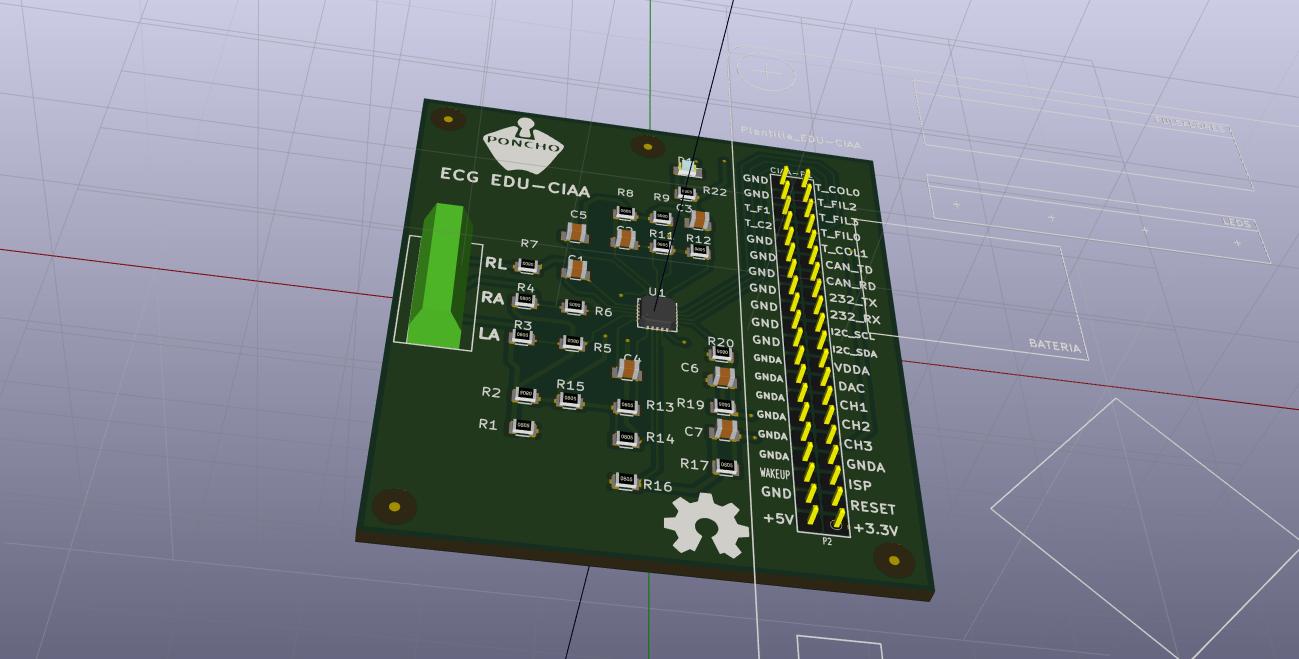 PONCHO
ECG EDU-CIAA
Plantilla_EDU-CIAA
PULSADORES
LEDS
BATERIA
R22
R8
R9
C3
C5
R11
R12
R7
C1
RL
RA
LA
R4
R6
R3
R5
U1
C4
R20
C6
R2
R15
R13
R19
R1
R14
C7
R17
R16
GND
GND
T_F1
T_C2
GND
GND
GND
GND
GND
GND
GND
GNDA
GNDA
GNDA
GNDA
GNDA
GNDA
WAKEUP
GND
+5V
T_COL0
T_FIL2
T_FIL3
T_FIL0
T_COL1
CAN_TD
CAN_RD
232_TX
232_RX
I2C_SCL
I2C_SDA
VDDA
DAC
CH1
CH2
CH3
GNDA
ISP
RESET
+3.3V
P2